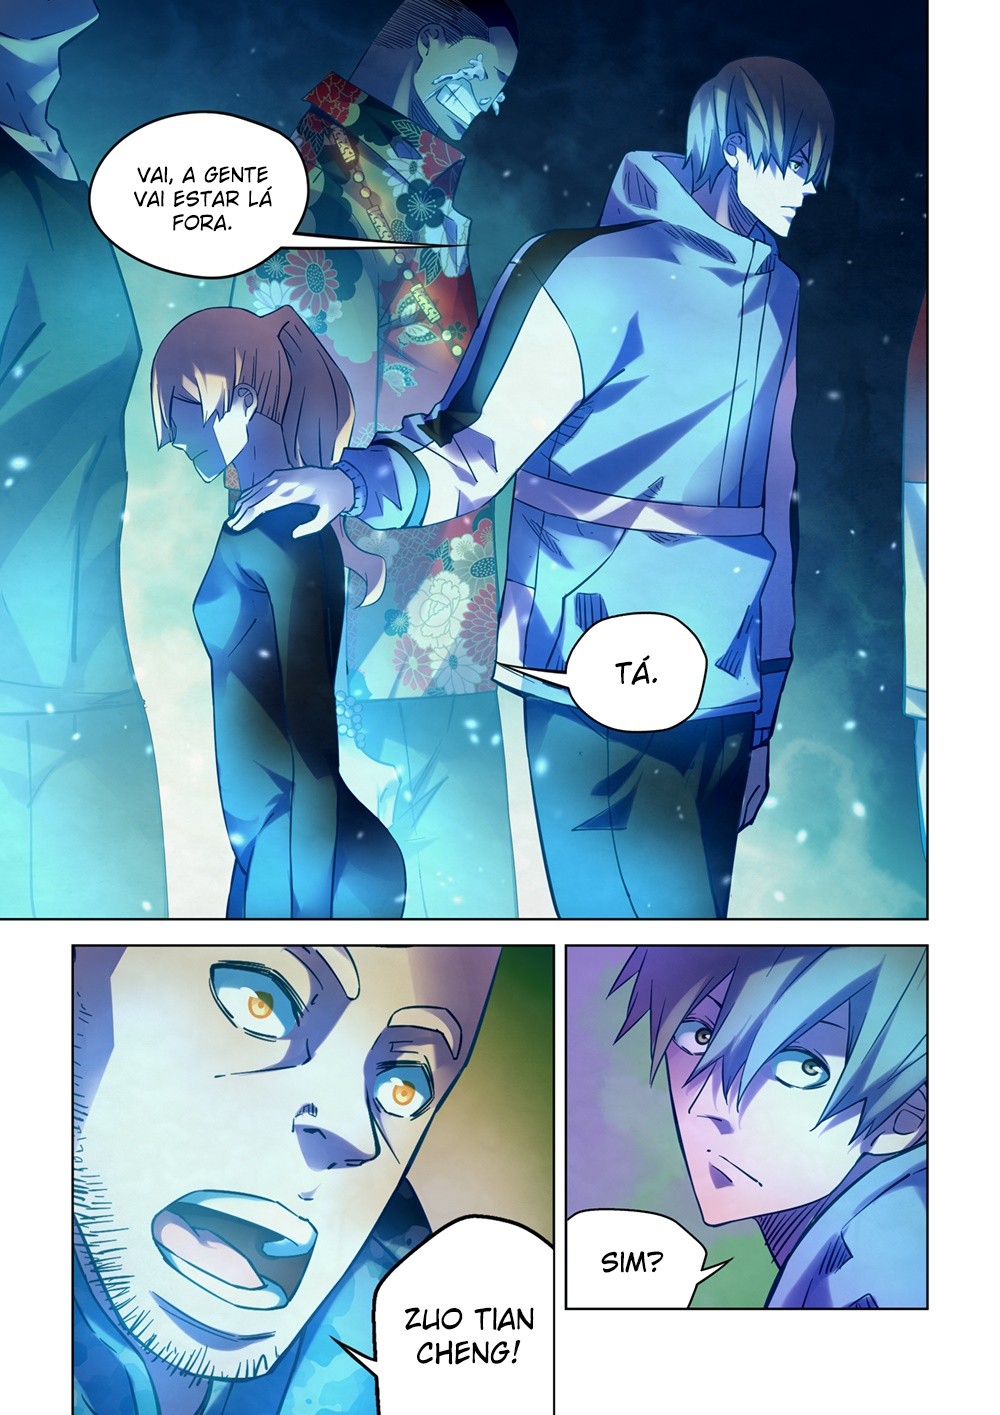 VAI, A GENTE
VAI ESTAR LÁ
FORA.
TÁ.
ZUO TIAN
CHENG!
SIM?